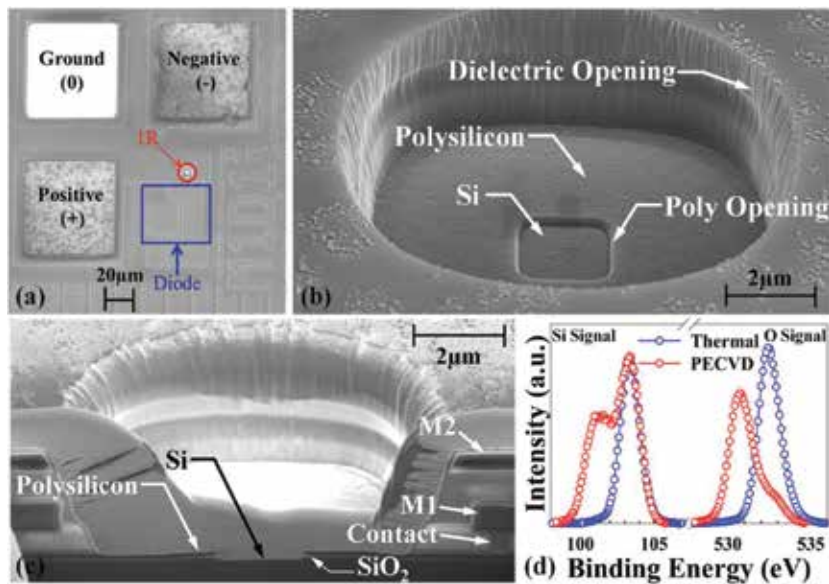 Ground
(0)
Negative
(-)
IR
Positive
(+)
20μm
Diode
(a)
Dielectric Opening
Polysilicon
Si
Poly Opening
2μm
(b)
2μm
M2
Si
Polysilicon
M1
Contact
SiO2
(c)
Si Signal
Thermal
O Signal
PECVD
Intensity (a.u.)
100 105 530 535
(d) Binding Energy (eV)